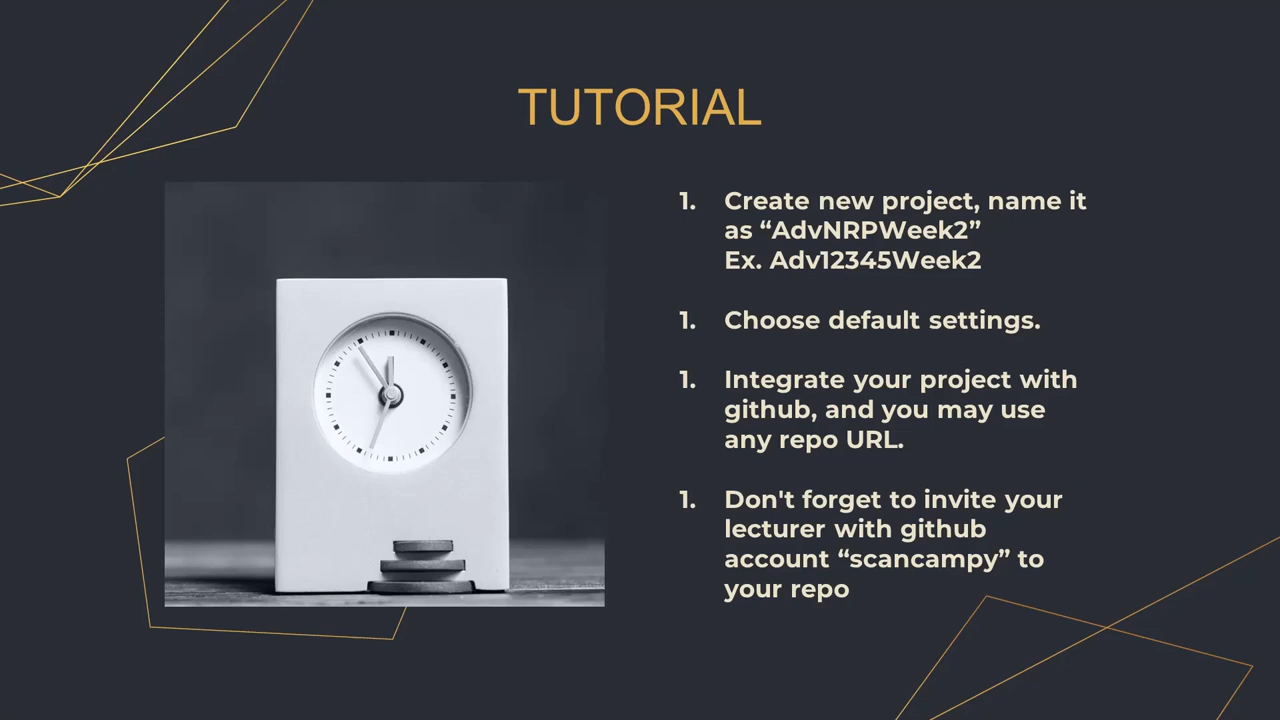 TUTORIAL
1. Create new project, name it
as “AdvNRPWeek2”
Ex. Adv12345Week2
1. Choose default settings.
1. Integrate your project with
github, and you may use
any repo URL.
1. Don't forget to invite your
lecturer with github
account “scancampy” to
your repo